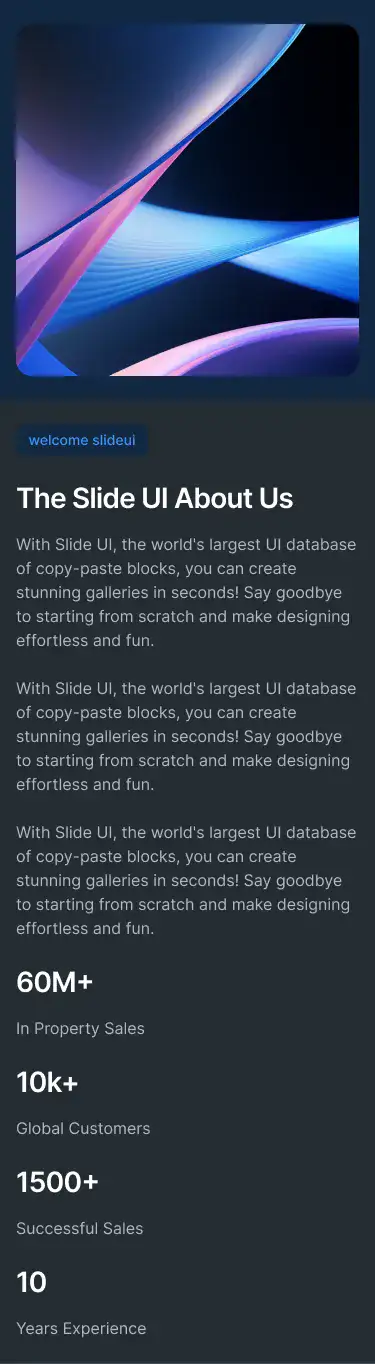 welcome slideui
The Slide UI About Us
With Slide UI, the world's largest UI database
of copy-paste blocks, you can create
stunning galleries in seconds! Say goodbye
to starting from scratch and make designing
effortless and fun.
With Slide UI, the world's largest UI database
of copy-paste blocks, you can create
stunning galleries in seconds! Say goodbye
to starting from scratch and make designing
effortless and fun.
With Slide UI, the world's largest UI database
of copy-paste blocks, you can create
stunning galleries in seconds! Say goodbye
to starting from scratch and make designing
effortless and fun.
60M+
In Property Sales
10k+
Global Customers
1500+
Successful Sales
10
Years Experience